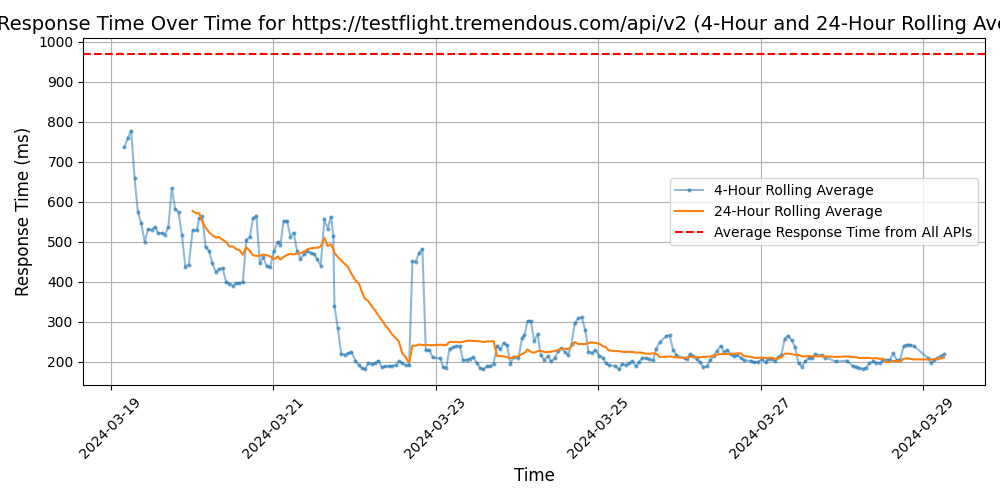 Response Time Over Time for https://testflight.tremendous.com/api/v2 (4-Hour and 24-Hour Rolling Ave
Response Time (ms)
1000
900
800
700
600
500
400
300
200
4-Hour Rolling Average
24-Hour Rolling Average
Average Response Time from All APIs
2024-03-19
2024-03-21
2024-03-23
2024-03-25
2024-03-27
2024-03-29
Time